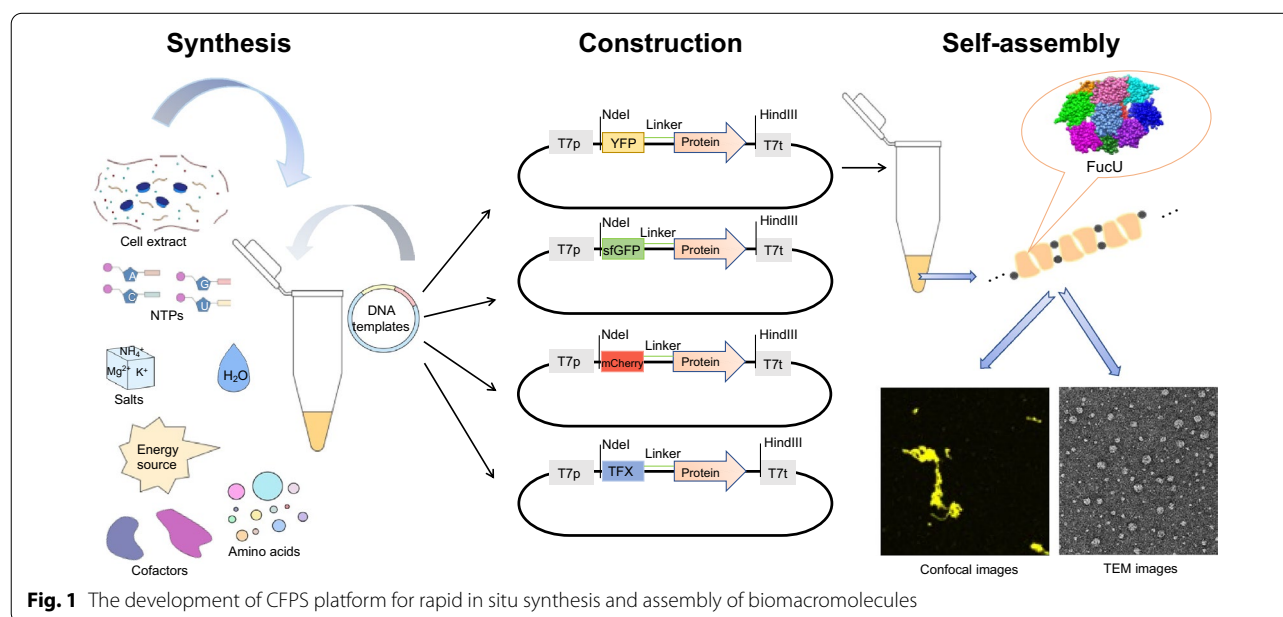 Synthesis
Construction
Self-assembly
Cell extract
A
G
C
U
NTPs
NH₄⁺
Mg²⁺ K⁺
Salts
H₂O
Energy
source
Cofactors
Amino acids
DNA
templates
NdeI
HindIII
Linker
T7p
YFP
Protein
T7t
NdeI
HindIII
Linker
T7p
sfGFP
Protein
T7t
NdeI
HindIII
Linker
T7p
mCherry
Protein
T7t
NdeI
HindIII
Linker
T7p
TFX
Protein
T7t
FucU
Confocal images
TEM images
Fig. 1 The development of CFPS platform for rapid in situ synthesis and assembly of biomacromolecules